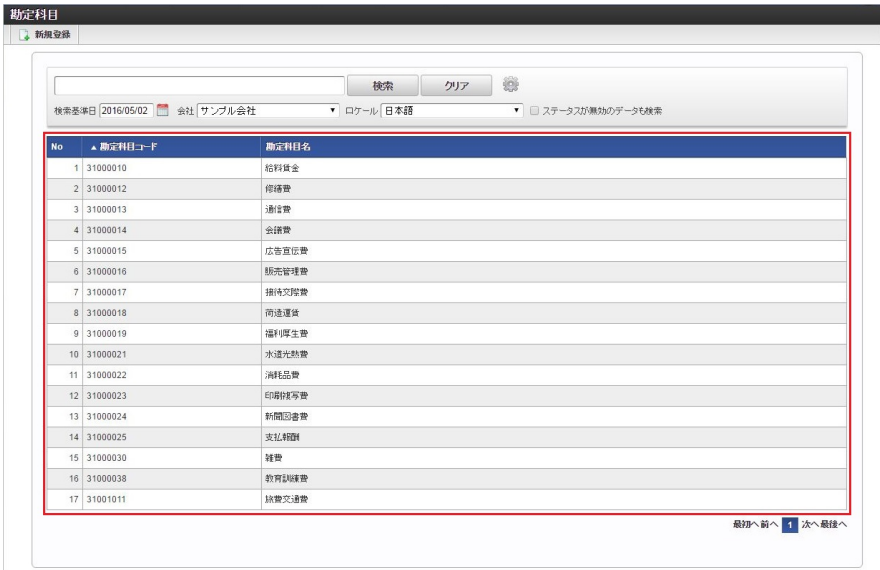 勘定科目
新規登録
検索 クリア
検索基準日 2016/05/02 会社 サンプル会社 ▼ ロケール 日本語 ▼ ステータスが無効のデータも検索
No ▲ 勘定科目コード 勘定科目名
1 31000010 給料賃金
2 31000012 修繕費
3 31000013 通信費
4 31000014 会議費
5 31000015 広告宣伝費
6 31000016 販売管理費
7 31000017 接待交際費
8 31000018 荷造運賃
9 31000019 福利厚生費
10 31000021 水道光熱費
11 31000022 消耗品費
12 31000023 印刷複写費
13 31000024 新聞図書費
14 31000025 支払報酬
15 31000030 雑費
16 31000038 教育訓練費
17 31001011 旅費交通費
最初へ 前へ 1 次へ 最後へ